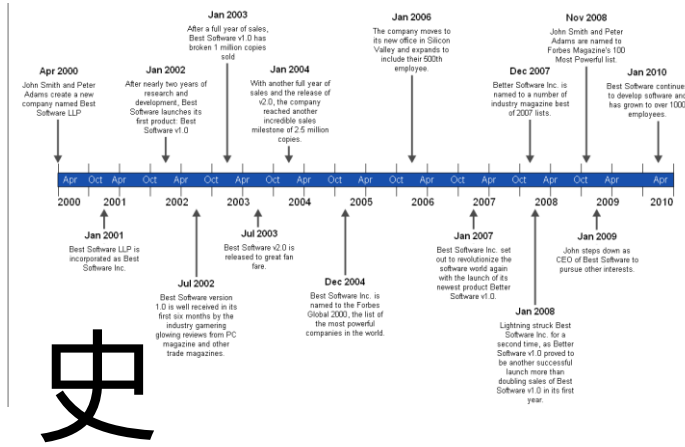 Jan 2003
After a full year of sales,
Best Software v1.0 has
broken 1 million copies
sold
Jan 2006
The company moves to
its new office in Silicon
Valley and expands to
include their 500th
employee.
Nov 2008
John Smith and Peter
Adams are named to
Forbes Magazine's 100
Most Powerful list.
Apr 2000
John Smith and Peter
Adams create a new
company named Best
Software LLP
Jan 2002
After nearly two years of
research and
development, Best
Software launches its
first product: Best
Software v1.0
Jan 2004
With another full year of
sales and the release of
v2.0, the company
reached another
incredible sales
milestone of 2.5 million
copies.
Dec 2007
Better Software Inc. is
named to a number of
industry magazine best
of 2007 lists.
Jan 2010
Best Software continue
to develop software and
has grown to over 1000
employees.
Apr Oct Apr Oct Apr Oct Apr Oct Apr Oct Apr Oct Apr Oct Apr Oct Apr Oct Apr Apr
2000 2001 2002 2003 2004 2005 2006 2007 2008 2009 2010
Jan 2001
Best Software LLP is
incorporated as Best
Software Inc.
Jul 2002
Best Software version
1.0 is well received in its
first six months by the
industry garnering
glowing reviews from PC
magazine and other
trade magazines.
Jul 2003
Best Software v2.0 is
released to great fan
fare.
Dec 2004
Best Software Inc. is
named to the Forbes
Global 2000, the list of
the most powerful
companies in the world.
Jan 2007
Best Software Inc. set
out to revolutionize the
software world again
with the launch of its
newest product Better
Software v1.0.
Jan 2008
Lightning struck Best
Software Inc. for a
second time, as Better
Software v1.0 proved to
be another successful
launch more than
doubling sales of Best
Software v1.0 in its first
year.
Jan 2009
John steps down as
CEO of Best Software to
pursue other interests.
史